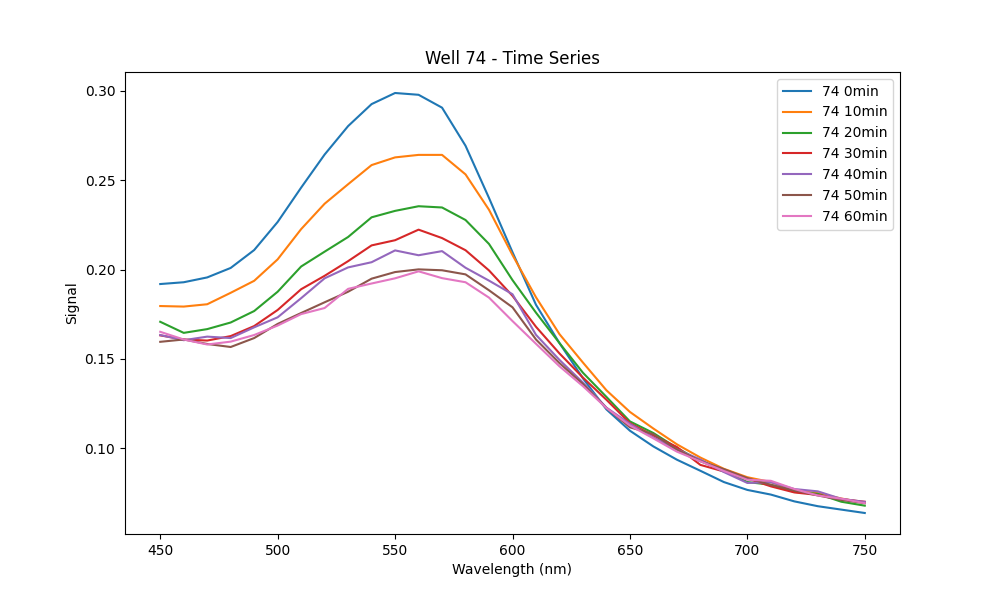 Well 74 - Time Series
0.30
0.25
0.20
0.15
0.10
Signal
450 500 550 600 650 700 750
Wavelength (nm)
74 0min
74 10min
74 20min
74 30min
74 40min
74 50min
74 60min